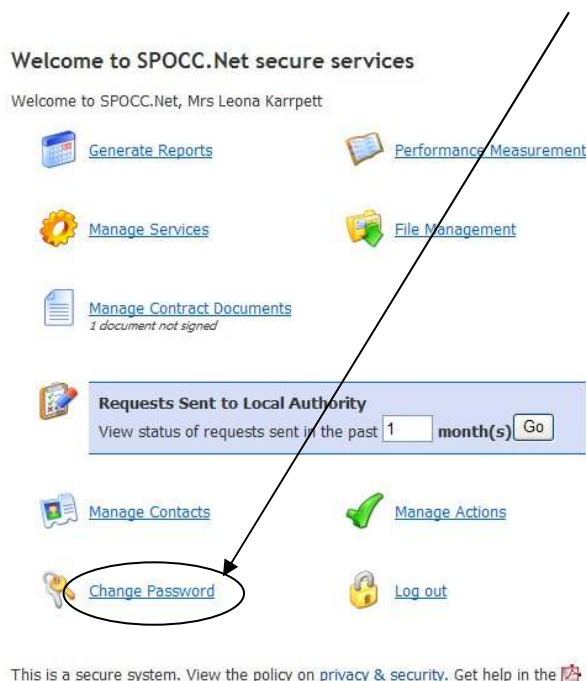 Welcome to SPOCC.Net secure services
Welcome to SPOCC.Net, Mrs Leona Karrpett
Generate Reports
Performance Measurement
Manage Services
File Management
Manage Contract Documents
1 document not signed
Requests Sent to Local Authority
View status of requests sent in the past 1 month(s) Go
Manage Contacts
Manage Actions
Change Password
Log out
This is a secure system. View the policy on privacy & security. Get help in the